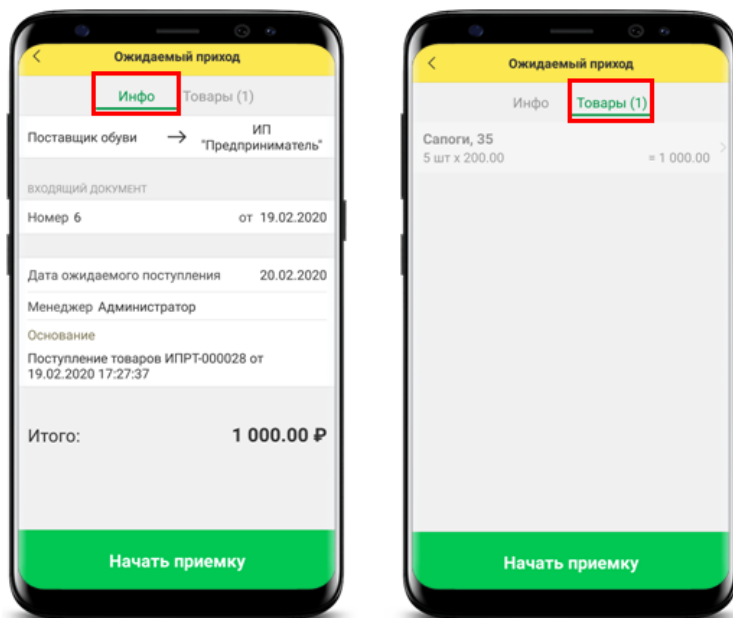 Ожидаемый приход
Инфо Товары (1)
Поставщик обуви → ИП
"Предприниматель"
ВХОДЯЩИЙ ДОКУМЕНТ
Номер 6 от 19.02.2020
Дата ожидаемого поступления 20.02.2020
Менеджер Администратор
Основание
Поступление товаров ИПРТ-000028 от
19.02.2020 17:27:37
Итого: 1 000.00 ₽
Начать приемку
Ожидаемый приход
Инфо Товары (1)
Сапоги, 35
5 шт x 200.00 = 1 000.00
Начать приемку